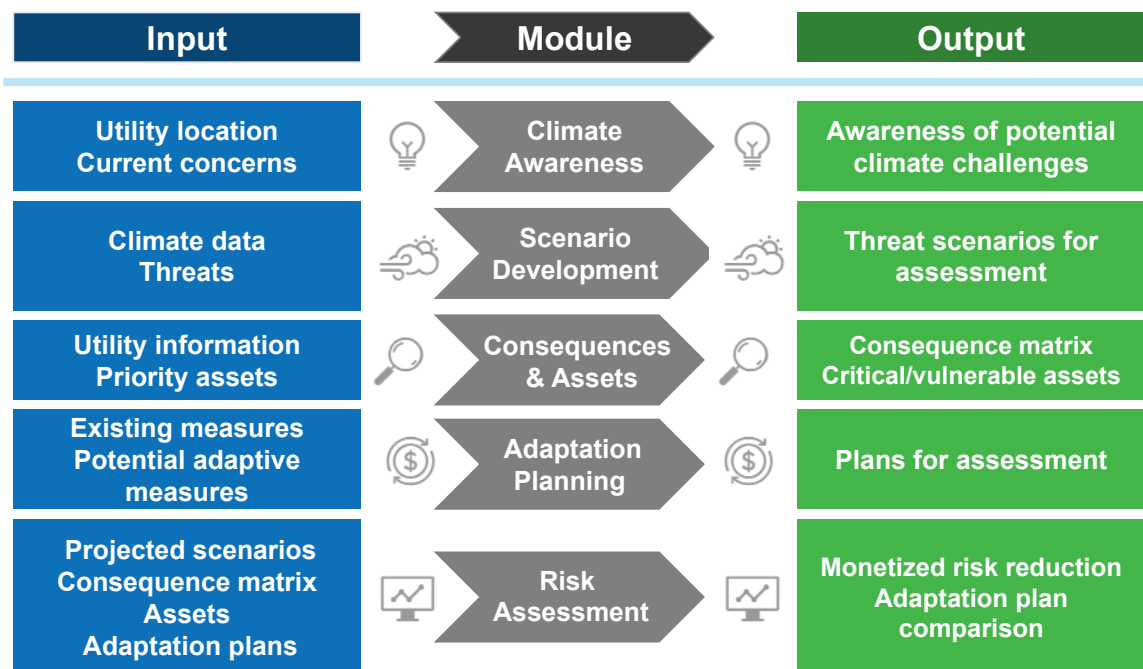 Input
Module
Output
Utility location
Current concerns
Climate
Awareness
Awareness of potential
climate challenges
Climate data
Threats
Scenario
Development
Threat scenarios for
assessment
Utility information
Priority assets
Consequences
& Assets
Consequence matrix
Critical/vulnerable assets
Existing measures
Potential adaptive
measures
Adaptation
Planning
Plans for assessment
Projected scenarios
Consequence matrix
Assets
Adaptation plans
Risk
Assessment
Monetized risk reduction
Adaptation plan
comparison